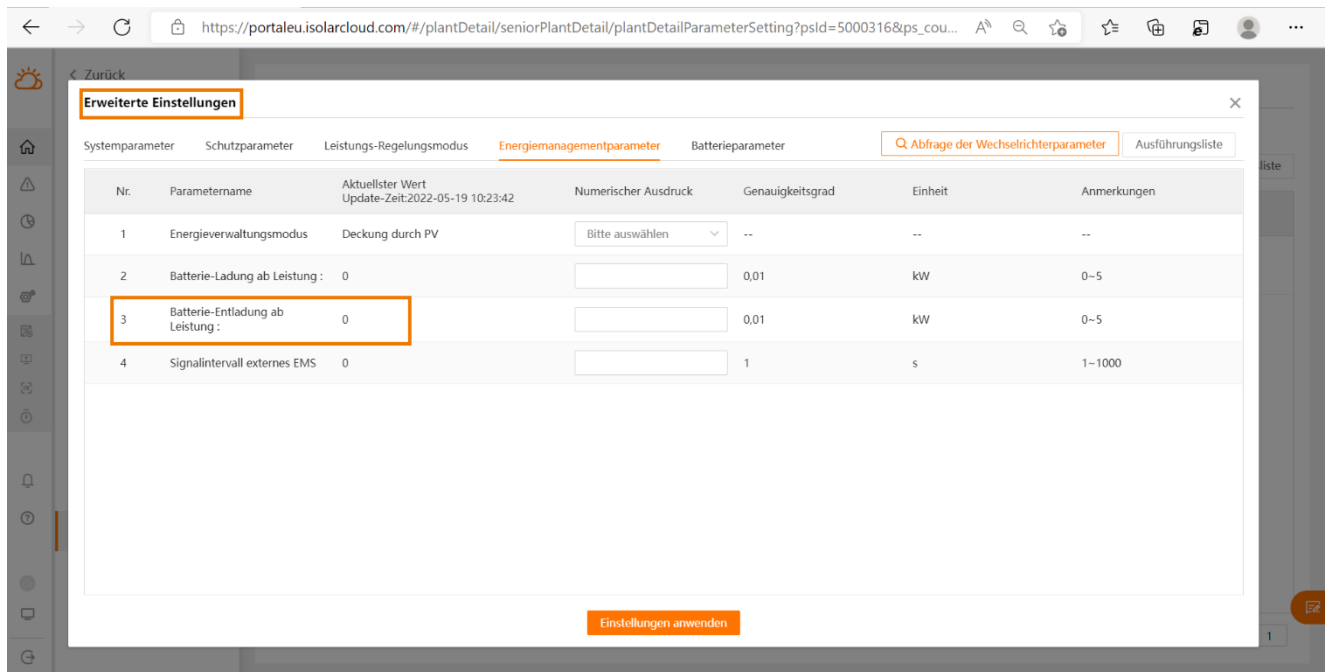 https://portaleu.isolarcloud.com/#/plantDetail/seniorPlantDetail/plantDetailParameterSetting?psId=5000316&ps_cou...
Zurück
Erweiterte Einstellungen
Systemparameter Schutzparameter Leistungs-Regelungsmodus Energiemanagementparameter Batterieparameter Abfrage der Wechselrichterparameter Ausführungsliste
liste
Nr. Parametername Aktuellster Wert Numerischer Ausdruck Genauigkeitsgrad Einheit Anmerkungen
Update-Zeit:2022-05-19 10:23:42
1 Energieverwaltungsmodus Deckung durch PV Bitte auswählen -- -- --
2 Batterie-Ladung ab Leistung : 0 0,01 kW 0~5
3 Batterie-Entladung ab 0 0,01 kW 0~5
Leistung :
4 Signalintervall externes EMS 0 1 s 1~1000
Einstellungen anwenden
1